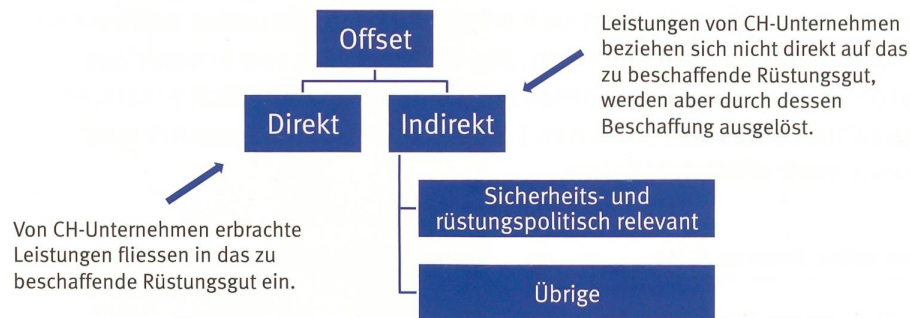 Offset
Leistungen von CH-Unternehmen
beziehen sich nicht direkt auf das
zu beschaffende Rüstungsgut,
werden aber durch dessen
Beschaffung ausgelöst.
Direkt
Indirekt
Sicherheits- und
rüstungspolitisch relevant
Von CH-Unternehmen erbrachte
Leistungen fliessen in das zu
beschaffende Rüstungsgut ein.
Übrige